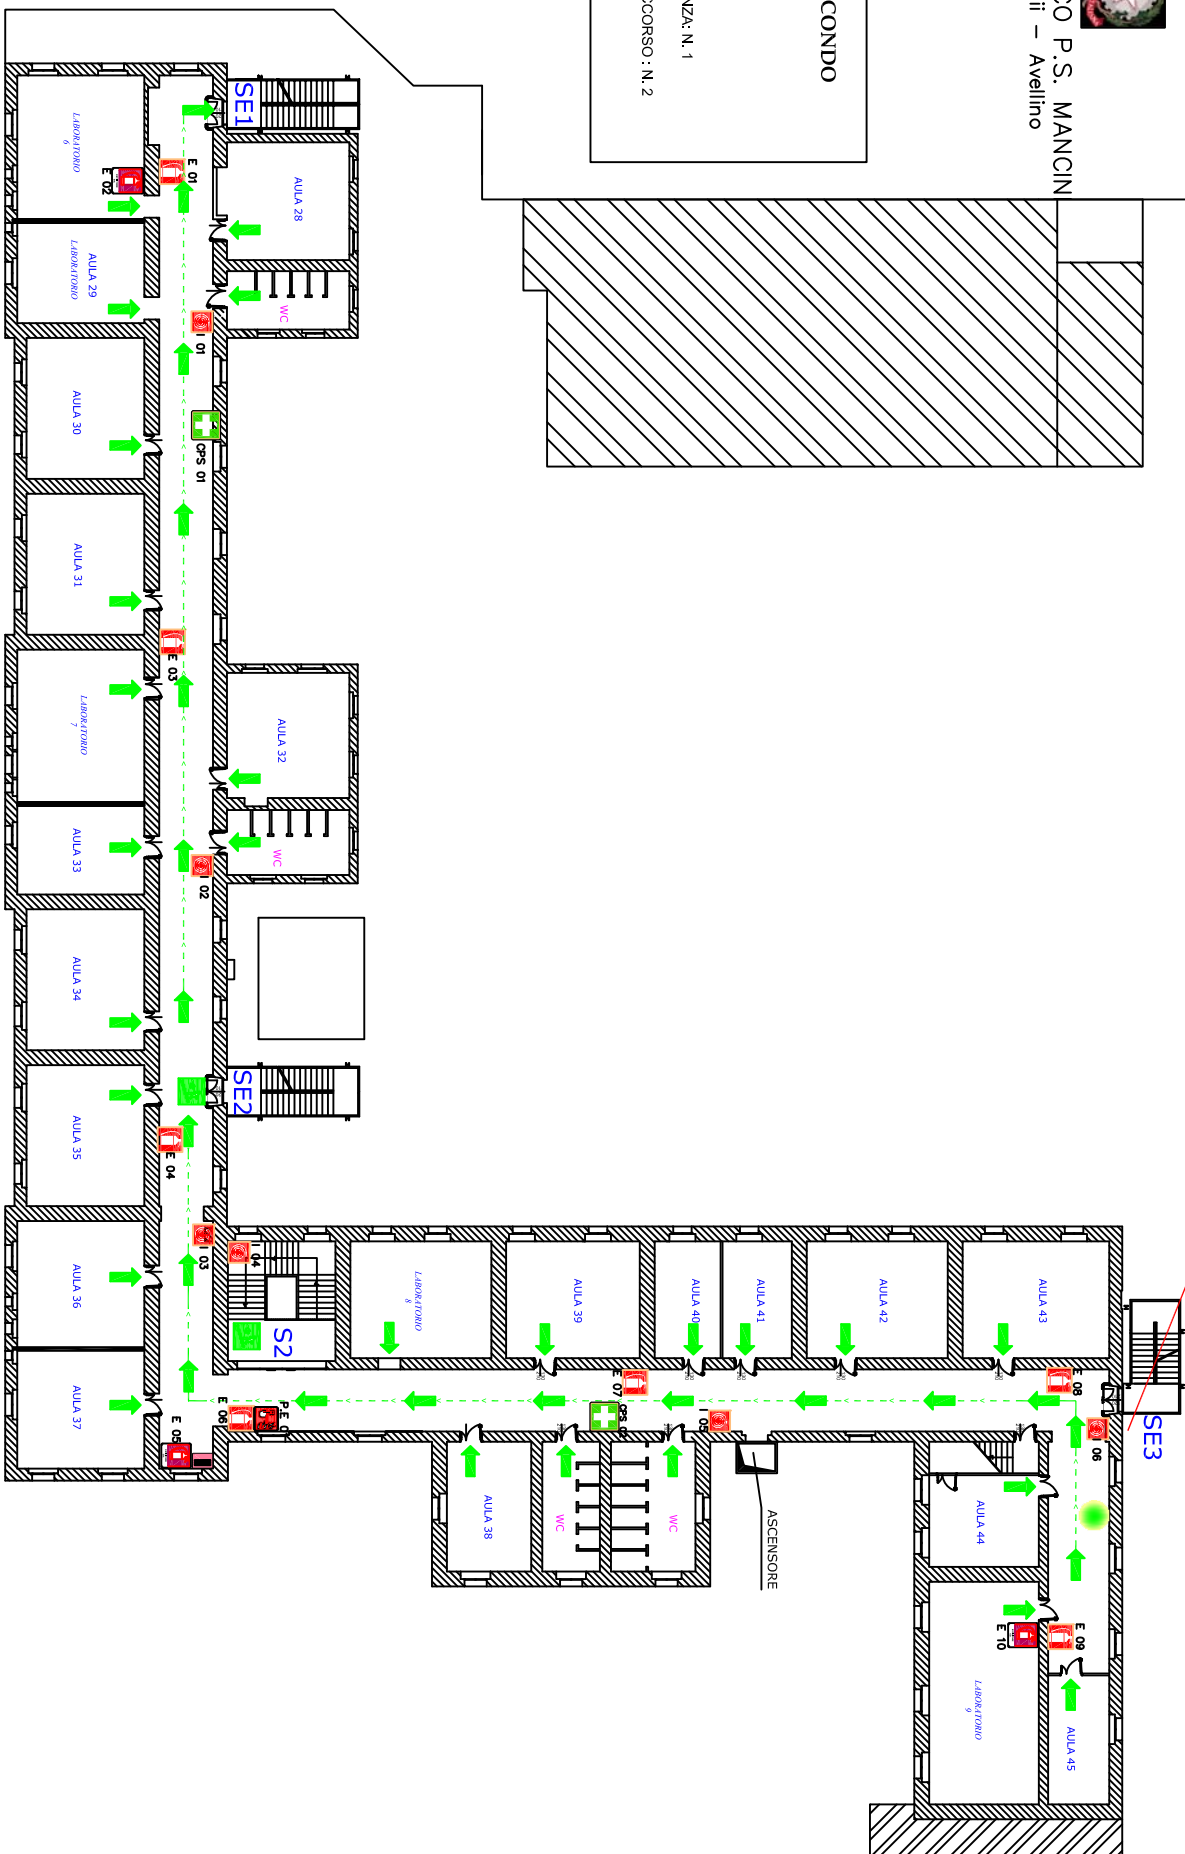 CO P.S. MANCIN
ii – Avellino
CONDO
NZA: N. 1
CCORSO : N. 2
SE1
LABORATORIO
6
E 02
E 01
AULA 28
AULA 29
LABORATORIO
WC
I 01
AULA 30
CPS 01
AULA 31
E 03
LABORATORIO
7
AULA 32
AULA 33
WC
I 02
AULA 34
SE2
AULA 35
E 04
I 03
I 04
AULA 36
S2
AULA 37
E 05
E 06
P.E. 0
LABORATORIO
8
AULA 39
AULA 40
AULA 41
AULA 42
AULA 43
E 07
CPS 02
I 05
E 08
I 06
SE3
AULA 38
WC
WC
ASCENSORE
AULA 44
E 10
E 09
LABORATORIO
9
AULA 45